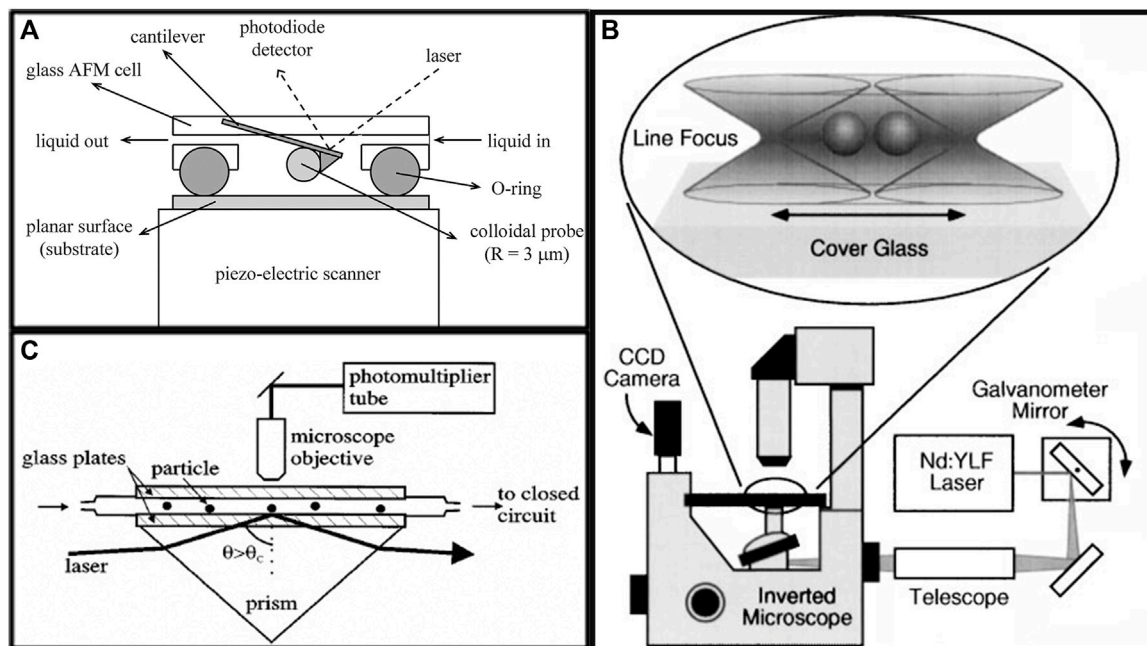 A
cantilever
photodiode
detector
laser
glass AFM cell
liquid out
liquid in
O-ring
planar surface
(substrate)
colloidal probe
(R = 3 μm)
piezo-electric scanner
B
Line Focus
Cover Glass
CCD
Camera
Galvanometer
Mirror
Nd:YLF
Laser
Inverted
Microscope
Telescope
C
photomultiplier
tube
microscope
objective
glass plates
particle
to closed
circuit
θ>θc
laser
prism